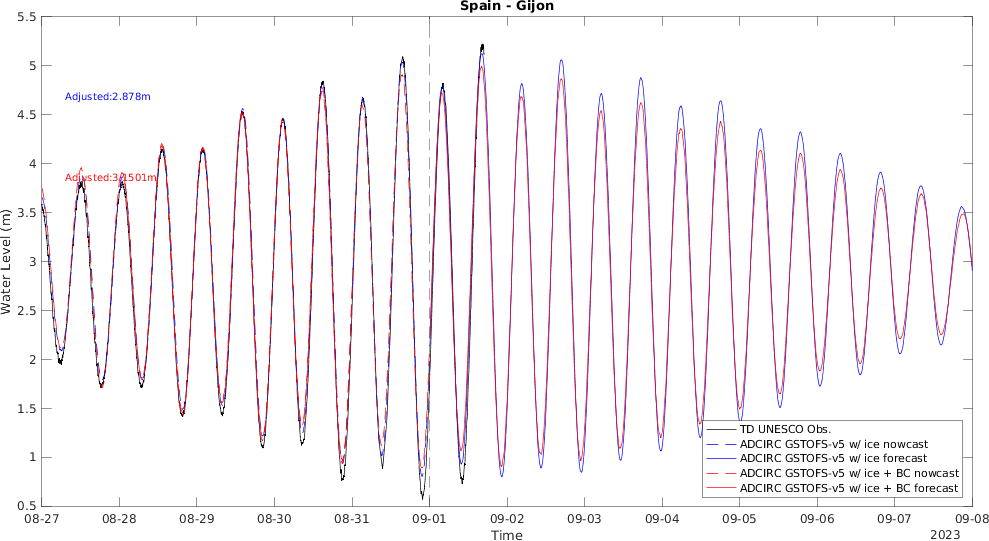 Spain - Gijon
5.5
5
4.5
4
3.5
3
2.5
2
1.5
1
0.5
Water Level (m)
Adjusted:2.878m
Adjusted:3.1501m
TD UNESCO Obs.
ADCIRC GSTOFS-v5 w/ ice nowcast
ADCIRC GSTOFS-v5 w/ ice forecast
ADCIRC GSTOFS-v5 w/ ice + BC nowcast
ADCIRC GSTOFS-v5 w/ ice + BC forecast
08-27 08-28 08-29 08-30 08-31 09-01 09-02 09-03 09-04 09-05 09-06 09-07 09-08
Time
2023